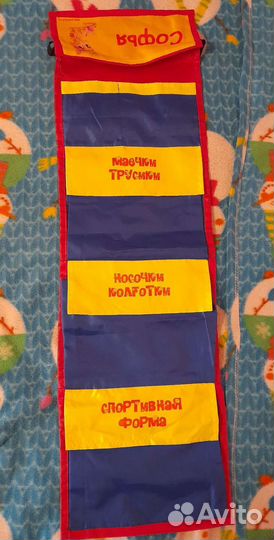 Софья
маечки
трусики
носочки
колготки
спортивная
форма
Avito